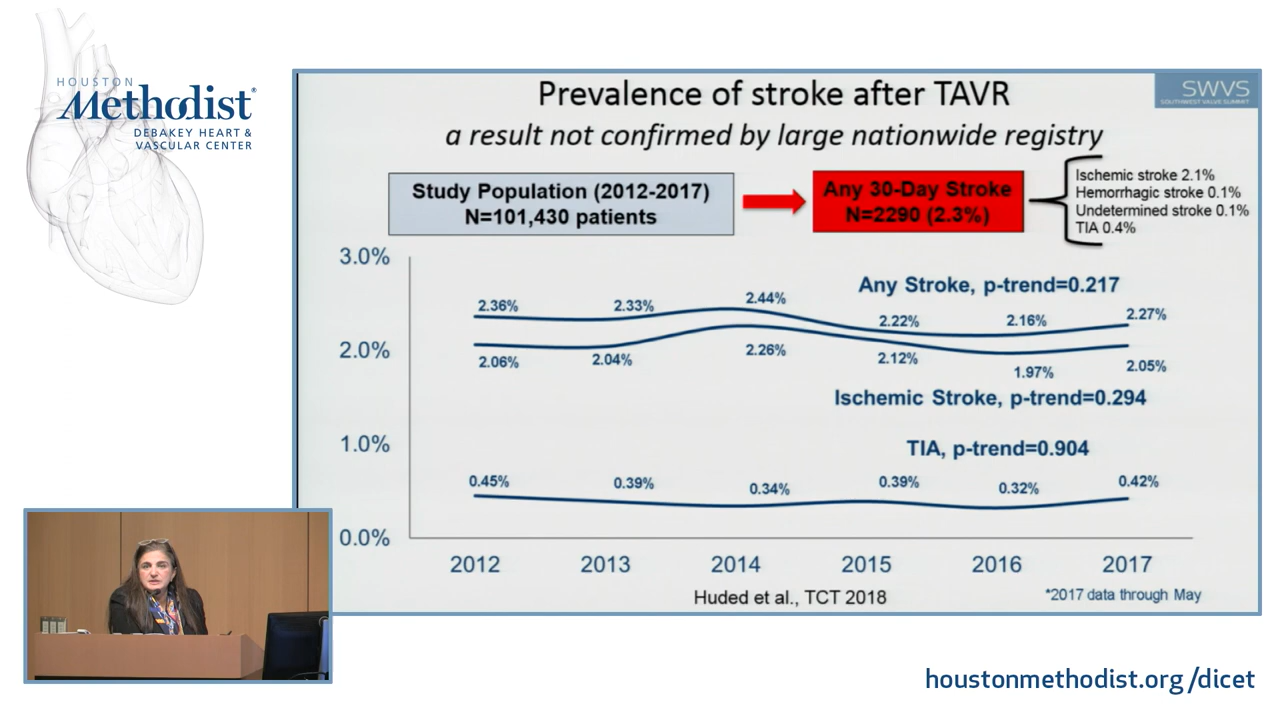 HOUSTON
Methodist®
DEBAKEY HEART &
VASCULAR CENTER
SWVS
SOUTHWEST VALVE SUMMIT
Prevalence of stroke after TAVR
a result not confirmed by large nationwide registry
Study Population (2012-2017)
N=101,430 patients
Any 30-Day Stroke
N=2290 (2.3%)
Ischemic stroke 2.1%
Hemorrhagic stroke 0.1%
Undetermined stroke 0.1%
TIA 0.4%
3.0%
2.0%
1.0%
0.0%
Any Stroke, p-trend=0.217
2.36%
2.33%
2.44%
2.22%
2.16%
2.27%
2.06%
2.04%
2.26%
2.12%
1.97%
2.05%
Ischemic Stroke, p-trend=0.294
TIA, p-trend=0.904
0.45%
0.39%
0.34%
0.39%
0.32%
0.42%
2012
2013
2014
2015
2016
2017
Huded et al., TCT 2018
*2017 data through May
houstonmethodist.org/dicet